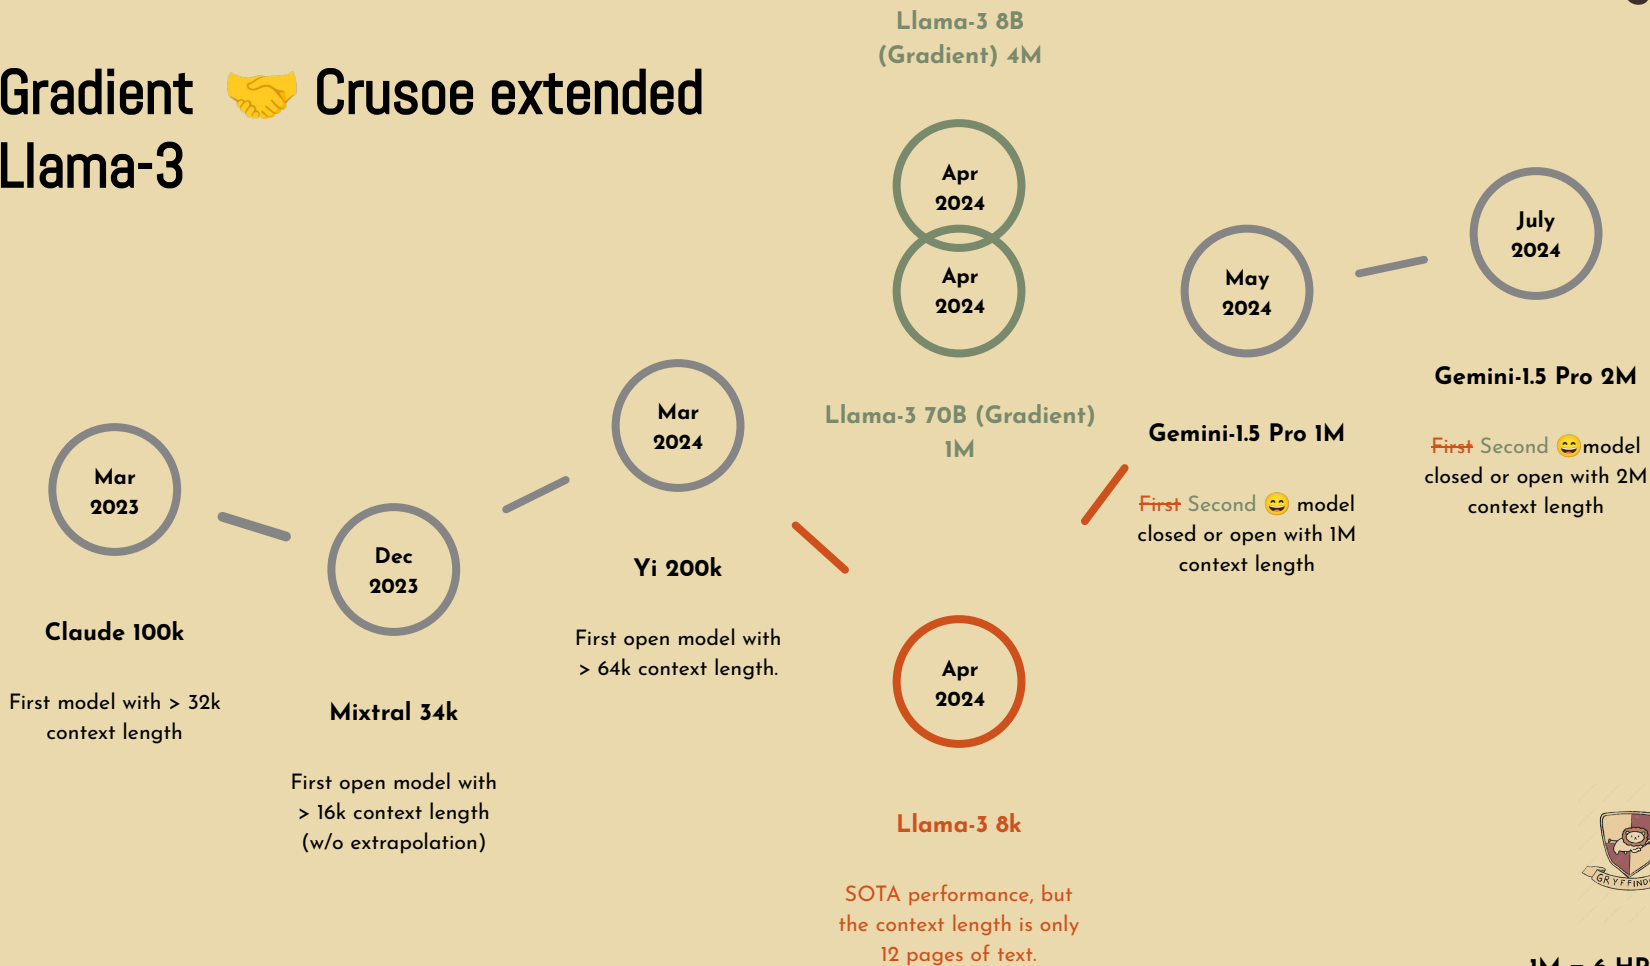 Gradient 🤝 Crusoe extended
Llama-3
Llama-3 8B
(Gradient) 4M
Apr
2024
Apr
2024
Llama-3 70B (Gradient)
1M
Mar
2023
Claude 100k
First model with > 32k
context length
Dec
2023
Mixtral 34k
First open model with
> 16k context length
(w/o extrapolation)
Mar
2024
Yi 200k
First open model with
> 64k context length.
Apr
2024
Llama-3 8k
SOTA performance, but
the context length is only
12 pages of text.
May
2024
Gemini-1.5 Pro 1M
First Second 😄 model
closed or open with 1M
context length
July
2024
Gemini-1.5 Pro 2M
First Second 😄model
closed or open with 2M
context length
GRYFFINDO